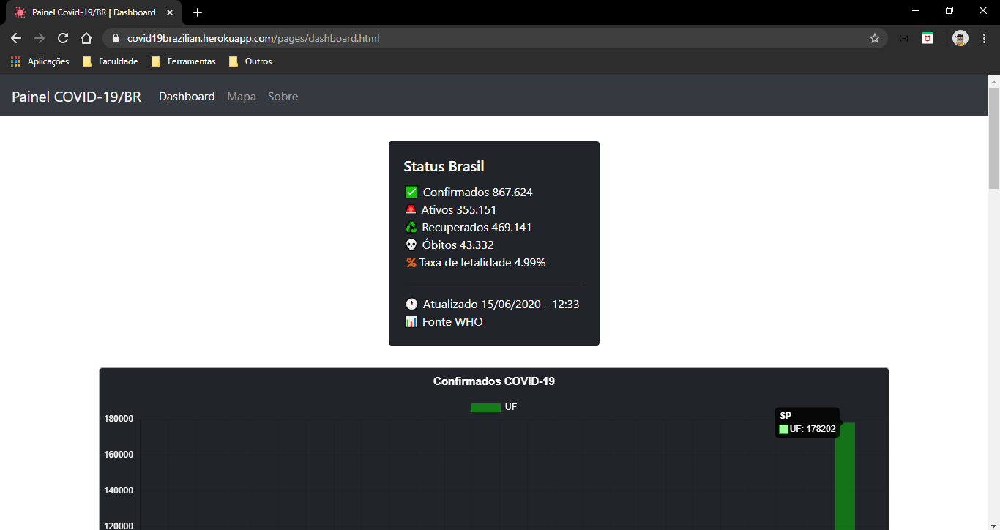 Painel Covid-19/BR | Dashboard
covid19brazilian.herokuapp.com/pages/dashboard.html
Aplicações Faculdade Ferramentas Outros
Painel COVID-19/BR Dashboard Mapa Sobre
Status Brasil
Confirmados 867.624
Ativos 355.151
Recuperados 469.141
Óbitos 43.332
% Taxa de letalidade 4.99%
Atualizado 15/06/2020 - 12:33
Fonte WHO
Confirmados COVID-19
UF
180000
SP
UF: 178202
160000
140000
120000